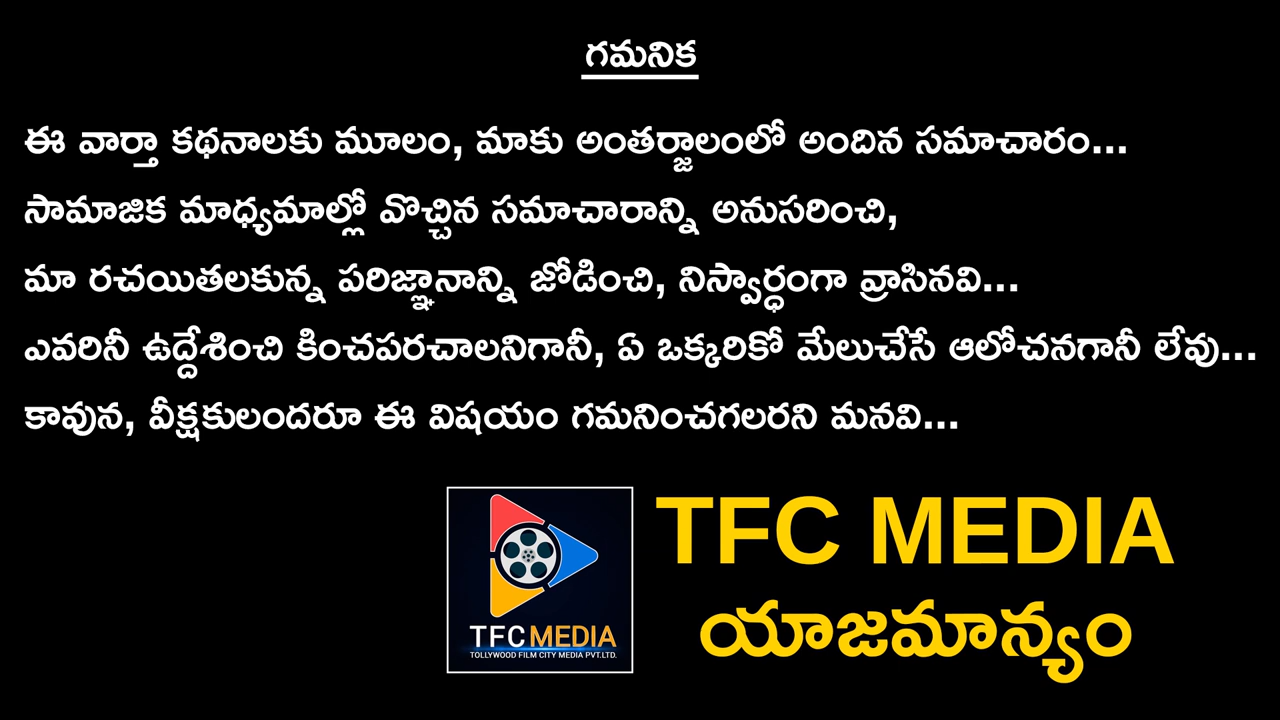 గమనిక
ఈ వార్తా కథనాలకు మూలం, మాకు అంతర్జాలంలో అందిన సమాచారం...
సామాజిక మాధ్యమాల్లో వొచ్చిన సమాచారాన్ని అనుసరించి,
మా రచయితలకున్న పరిజ్ఞానాన్ని జోడించి, నిస్వార్ధంగా వ్రాసినవి...
ఎవరినీ ఉద్దేశించి కించపరచాలనిగానీ, ఏ ఒక్కరికో మేలుచేసే ఆలోచనగానీ లేవు...
కావున, వీక్షకులందరూ ఈ విషయం గమనించగలరని మనవి...
TFC MEDIA
యాజమాన్యం
TFC MEDIA
TOLLYWOOD FILM CITY MEDIA PVT.LTD.